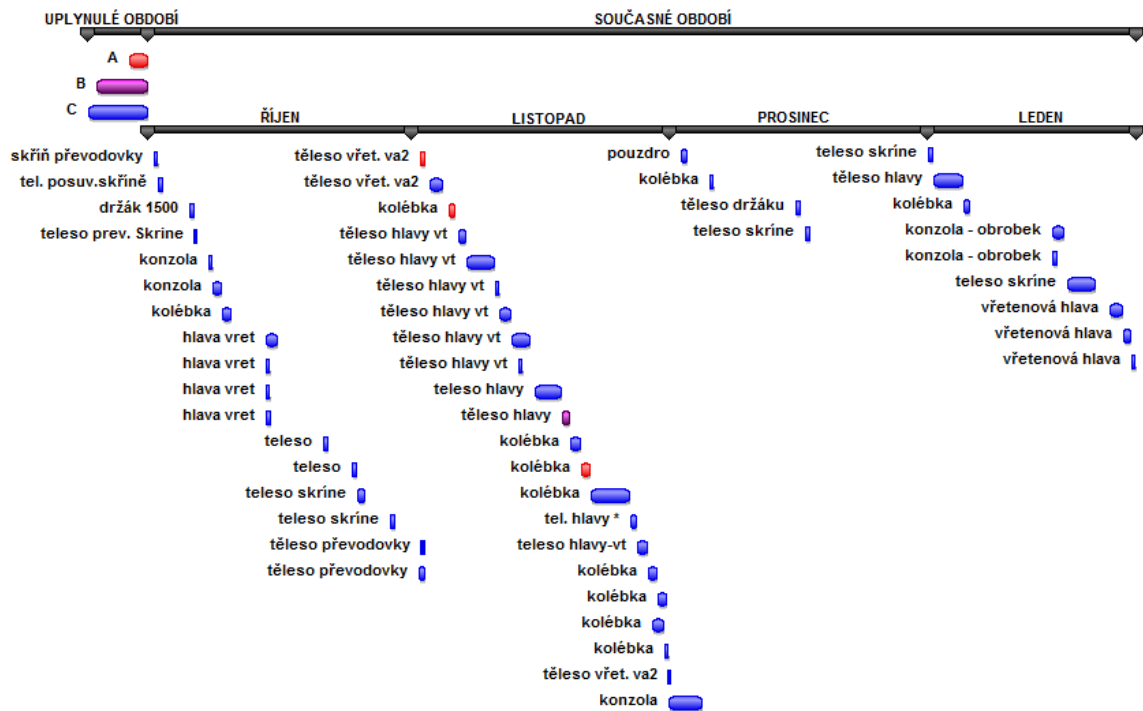 UPLYNULÉ OBDOBÍ
SOUČASNÉ OBDOBÍ
A
B
C
ŘÍJEN
LISTOPAD
PROSINEC
LEDEN
skříň převodovky
tel. posuv.skříně
držák 1500
teleso prev. Skrine
konzola
konzola
kolébka
hlava vret
hlava vret
hlava vret
hlava vret
teleso
teleso
teleso skríne
teleso skríne
těleso převodovky
těleso převodovky
těleso vřet. va2
těleso vřet. va2
kolébka
těleso hlavy vt
těleso hlavy vt
těleso hlavy vt
těleso hlavy vt
těleso hlavy vt
těleso hlavy vt
teleso hlavy
těleso hlavy
kolébka
kolébka
kolébka
tel. hlavy *
teleso hlavy-vt
kolébka
kolébka
kolébka
kolébka
těleso vřet. va2
konzola
pouzdro
kolébka
těleso držáku
teleso skríne
teleso skríne
těleso hlavy
kolébka
konzola - obrobek
konzola - obrobek
teleso skríne
vřetenová hlava
vřetenová hlava
vřetenová hlava